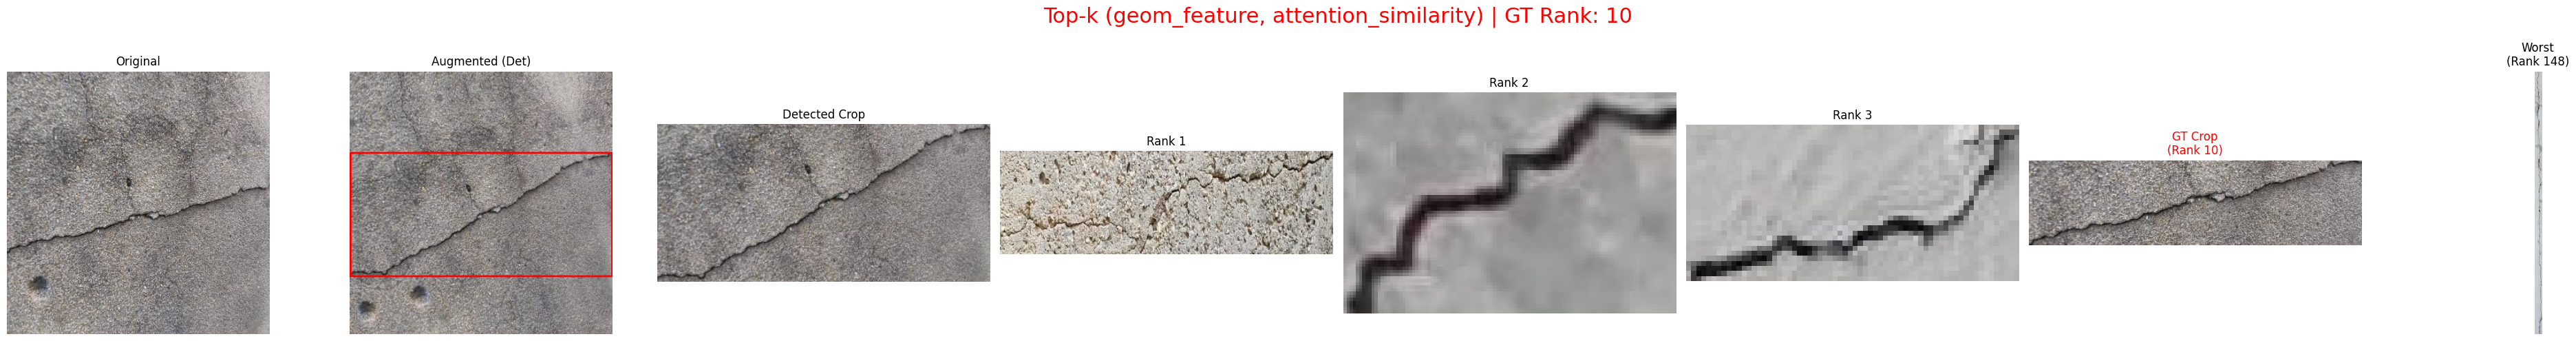 Top-k (geom_feature, attention_similarity) | GT Rank: 10
Original
Augmented (Det)
Detected Crop
Rank 1
Rank 2
Rank 3
GT Crop
(Rank 10)
Worst
(Rank 148)